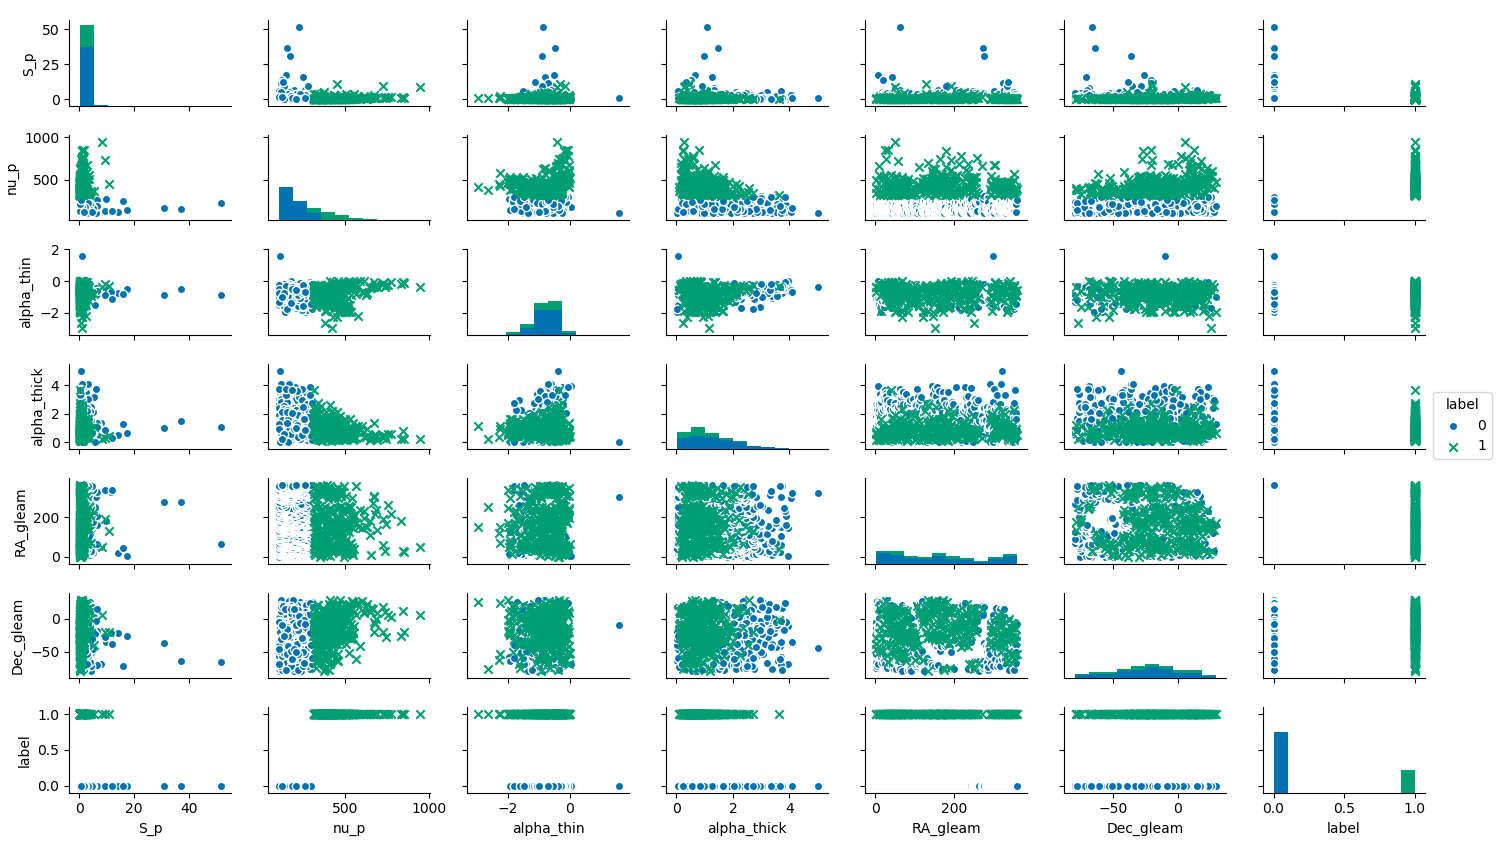 50
25
0
S_p
1000
500
nu_p
2
0
−2
alpha_thin
4
2
0
alpha_thick
label
0
1
200
0
RA_gleam
0
−50
Dec_gleam
1.0
0.5
0.0
label
0 20 40 500 1000 −2 0 0 2 4 0 200 −50 0 0.0 0.5 1.0
S_p nu_p alpha_thin alpha_thick RA_gleam Dec_gleam label